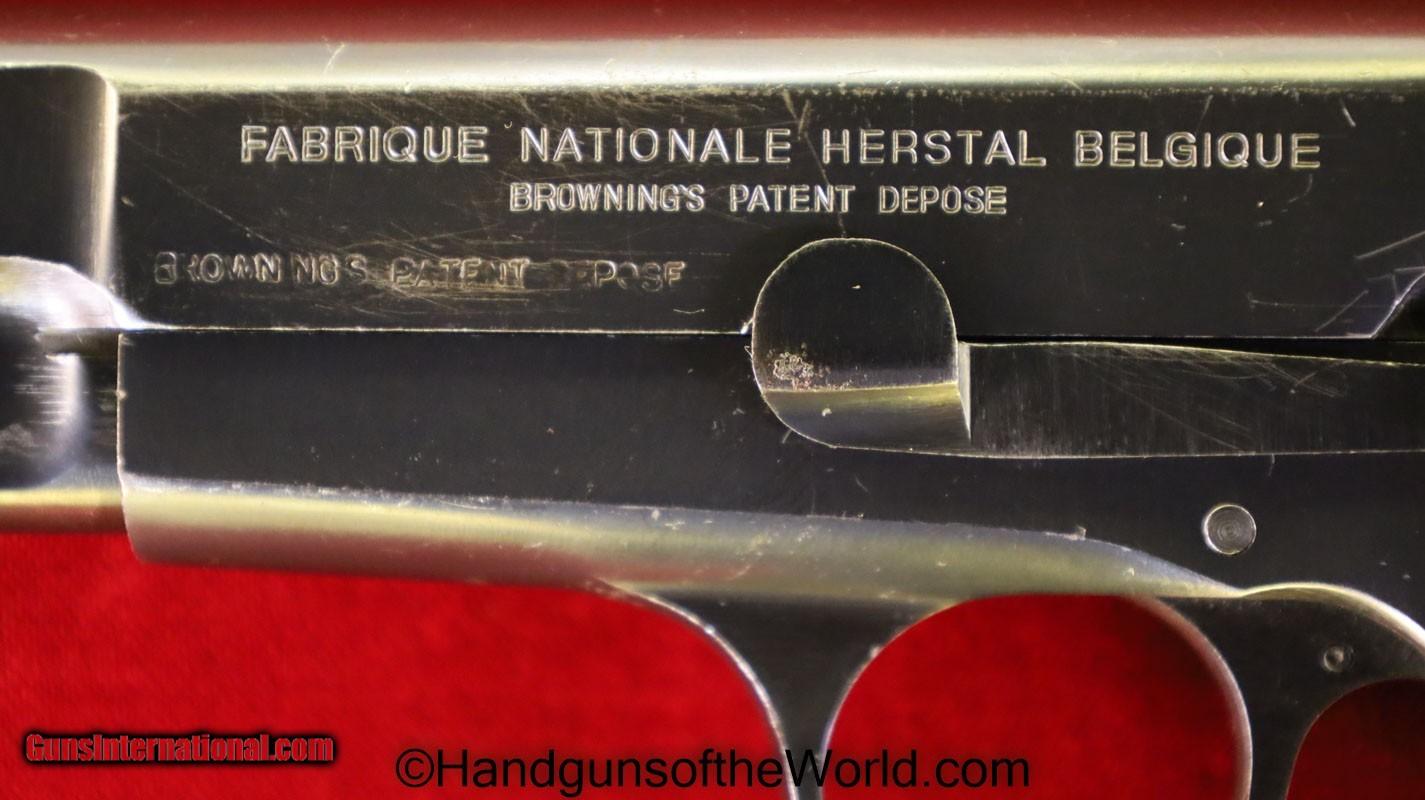 FABRIQUE NATIONALE HERSTAL BELGIQUE
BROWNING'S PATENT DEPOSE
BROWNING'S PATENT DEPOSE
GunsInternational.com
©HandgunsoftheWorld.com